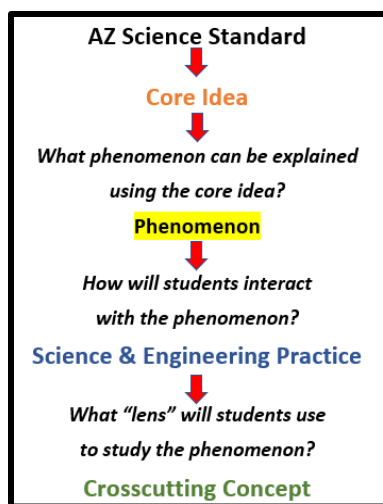 AZ Science Standard
Core Idea
What phenomenon can be explained
using the core idea?
Phenomenon
How will students interact
with the phenomenon?
Science & Engineering Practice
What “lens” will students use
to study the phenomenon?
Crosscutting Concept